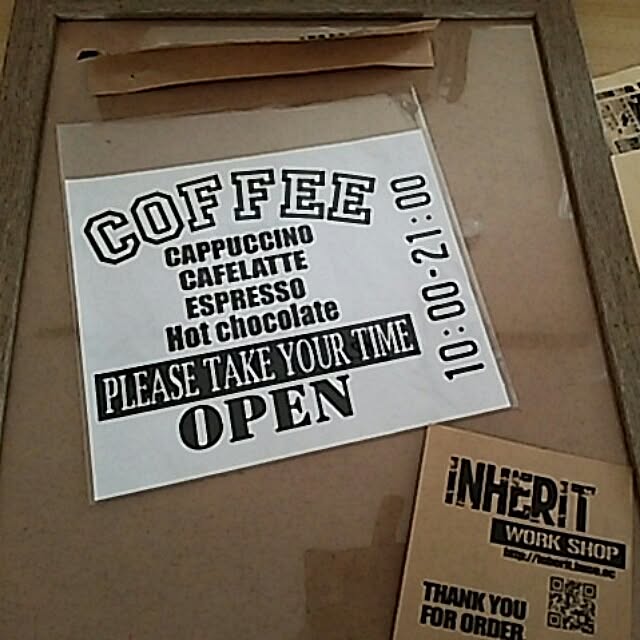 COFFEE
CAPPUCCINO
CAFELATTE
ESPRESSO
Hot chocolate
PLEASE TAKE YOUR TIME
OPEN
10:00-21:00
INHERIT
WORK SHOP
THANK YOU
FOR ORDER